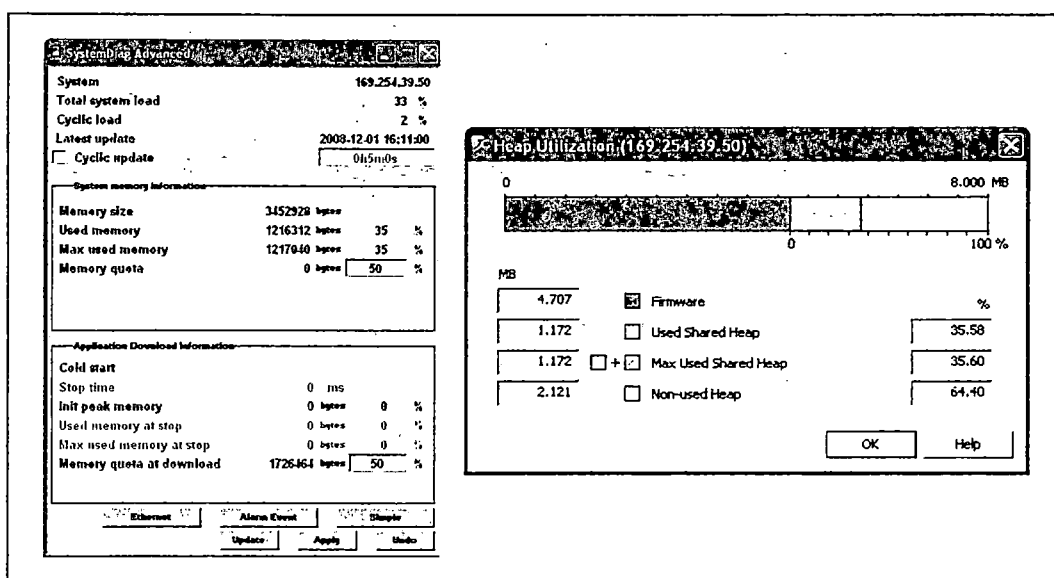 SystemDiag Advanced
System 169.254.39.50
Total system load 33 %
Cyclic load 2 %
Latest update 2008-12-01 16:11:00
Cyclic update 0h5m0s
System memory information
Memory size 3452928 bytes
Used memory 1216312 bytes 35 %
Max used memory 1217040 bytes 35 %
Memory quota 0 bytes 50 %
Application Download Information
Cold start
Stop time 0 ms
Init peak memory 0 bytes 0 %
Used memory at stop 0 bytes 0 %
Max used memory at stop 0 bytes 0 %
Memory quota at download 1726464 bytes 50 %
Ethernet Alarm Event Simple
Update Apply Undo
Heap Utilization (169.254.39.50)
0 8.000 MB
0 100 %
MB
4.707 Firmware %
1.172 Used Shared Heap 35.58
1.172 + Max Used Shared Heap 35.60
2.121 Non-used Heap 64.40
OK Help